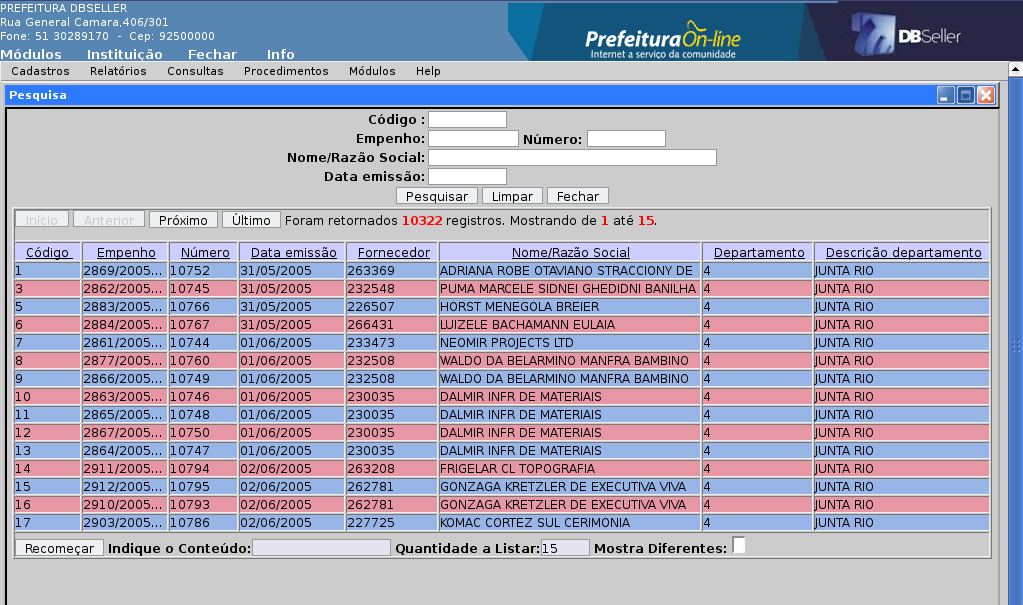 PREFEITURA DBSELLER
Rua General Camara,406/301
Fone: 51 30289170 - Cep: 92500000
Módulos Instituição Fechar Info
PrefeituraOn-line
Internet a serviço da comunidade
DBSeller
Cadastros Relatórios Consultas Procedimentos Módulos Help
Pesquisa
Código :
Empenho: Número:
Nome/Razão Social:
Data emissão:
Pesquisar Limpar Fechar
Início Anterior Próximo Último Foram retornados 10322 registros. Mostrando de 1 até 15.
Código Empenho Número Data emissão Fornecedor Nome/Razão Social Departamento Descrição departamento
1 2869/2005... 10752 31/05/2005 263369 ADRIANA ROBE OTAVIANO STRACCIONY DE 4 JUNTA RIO
3 2862/2005... 10745 31/05/2005 232548 PUMA MARCELE SIDNEI GHEDIDNI BANILHA 4 JUNTA RIO
5 2883/2005... 10766 31/05/2005 226507 HORST MENEGOLA BREIER 4 JUNTA RIO
6 2884/2005... 10767 31/05/2005 266431 LUIZELE BACHAMANN EULAIA 4 JUNTA RIO
7 2861/2005... 10744 01/06/2005 233473 NEOMIR PROJECTS LTD 4 JUNTA RIO
8 2877/2005... 10760 01/06/2005 232508 WALDO DA BELARMINO MANFRA BAMBINO 4 JUNTA RIO
9 2866/2005... 10749 01/06/2005 232508 WALDO DA BELARMINO MANFRA BAMBINO 4 JUNTA RIO
10 2863/2005... 10746 01/06/2005 230035 DALMIR INFR DE MATERIAIS 4 JUNTA RIO
11 2865/2005... 10748 01/06/2005 230035 DALMIR INFR DE MATERIAIS 4 JUNTA RIO
12 2867/2005... 10750 01/06/2005 230035 DALMIR INFR DE MATERIAIS 4 JUNTA RIO
13 2864/2005... 10747 01/06/2005 230035 DALMIR INFR DE MATERIAIS 4 JUNTA RIO
14 2911/2005... 10794 02/06/2005 263208 FRIGELAR CL TOPOGRAFIA 4 JUNTA RIO
15 2912/2005... 10795 02/06/2005 262781 GONZAGA KRETZLER DE EXECUTIVA VIVA 4 JUNTA RIO
16 2910/2005... 10793 02/06/2005 262781 GONZAGA KRETZLER DE EXECUTIVA VIVA 4 JUNTA RIO
17 2903/2005... 10786 02/06/2005 227725 KOMAC CORTEZ SUL CERIMONIA 4 JUNTA RIO
Recomeçar Indique o Conteúdo: Quantidade a Listar: 15 Mostra Diferentes: